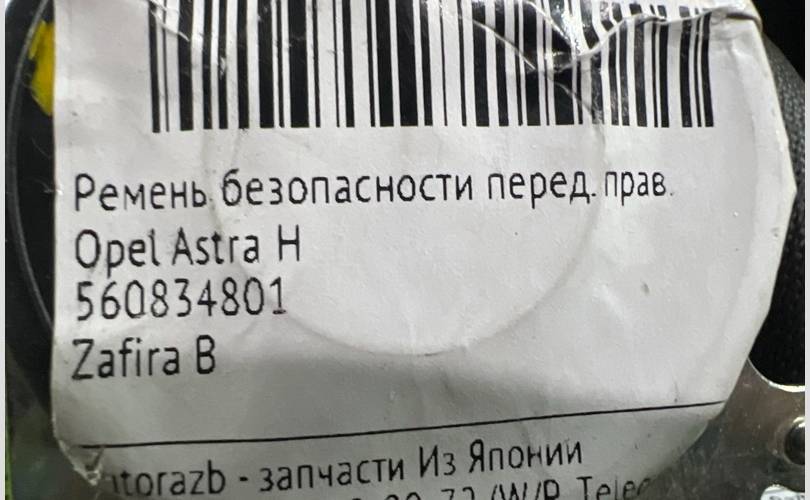 Ремень безопасности перед. прав.
Opel Astra H
560834801
Zafira B
- запчасти Из Японии